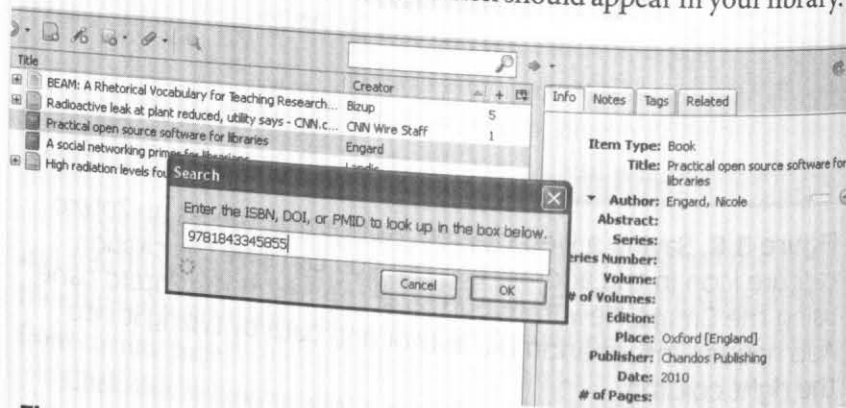 should appear in your library.
Title
Creator
BEAM: A Rhetorical Vocabulary for Teaching Research... Bizup 5
Radioactive leak at plant reduced, utility says - CNN.c... CNN Wire Staff 1
Practical open source software for libraries Engard
A social networking primer for librarians Landis
High radiation levels fou
Search
Enter the ISBN, DOI, or PMID to look up in the box below.
9781843345855
Cancel OK
Info Notes Tags Related
Item Type: Book
Title: Practical open source software for
libraries
Author: Engard, Nicole
Abstract:
Series:
eries Number:
Volume:
# of Volumes:
Edition:
Place: Oxford [England]
Publisher: Chandos Publishing
Date: 2010
# of Pages: